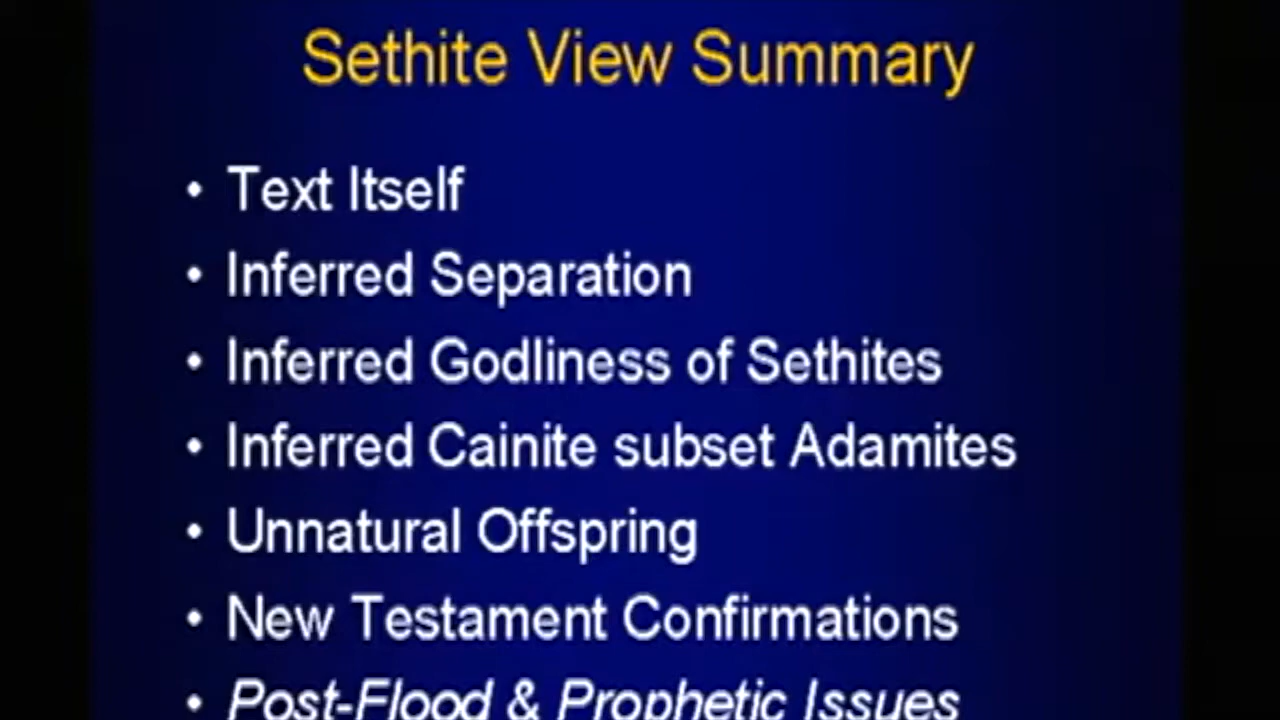 Sethite View Summary
• Text Itself
• Inferred Separation
• Inferred Godliness of Sethites
• Inferred Cainite subset Adamites
• Unnatural Offspring
• New Testament Confirmations
• Post-Flood & Prophetic Issues